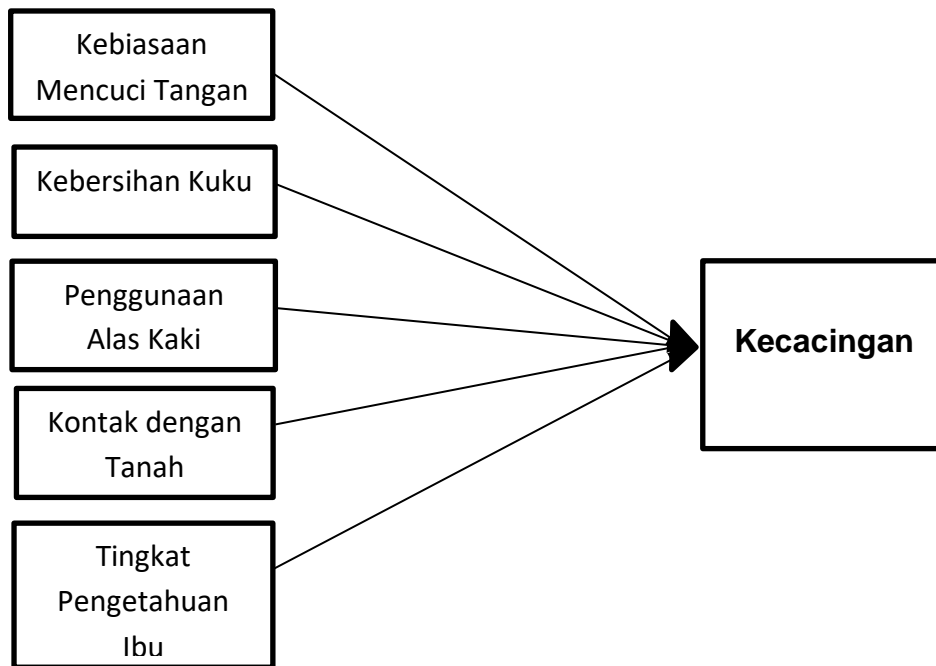 Kebiasaan
Mencuci Tangan
Kebersihan Kuku
Penggunaan
Alas Kaki
Kontak dengan
Tanah
Tingkat
Pengetahuan
Ibu
Kecacingan